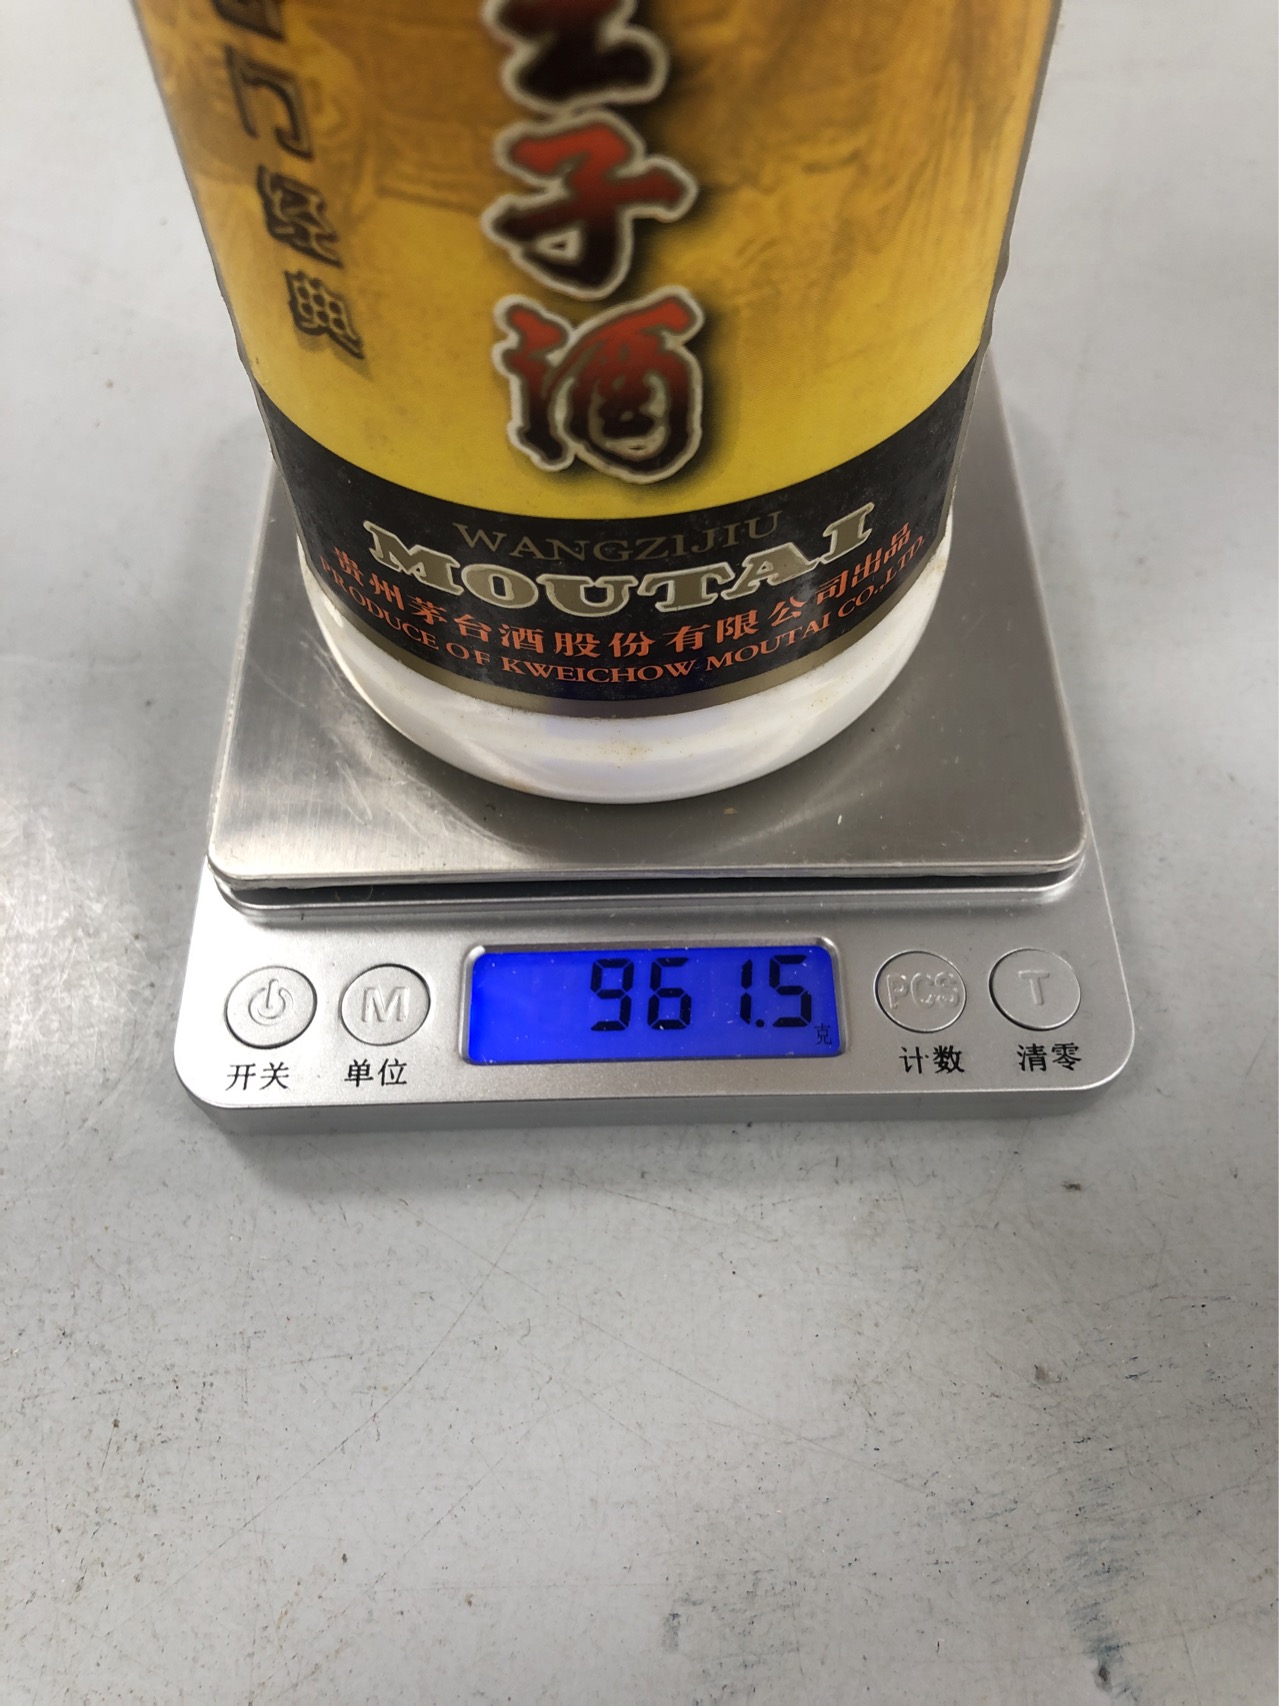 门经典
王子酒
WANGZIJIU
MOUTAI
贵州茅台酒股份有限公司出品
PRODUCE OF KWEICHOW MOUTAI CO.,LTD.
961.5
克
M
PCS
T
开关
单位
计数
清零